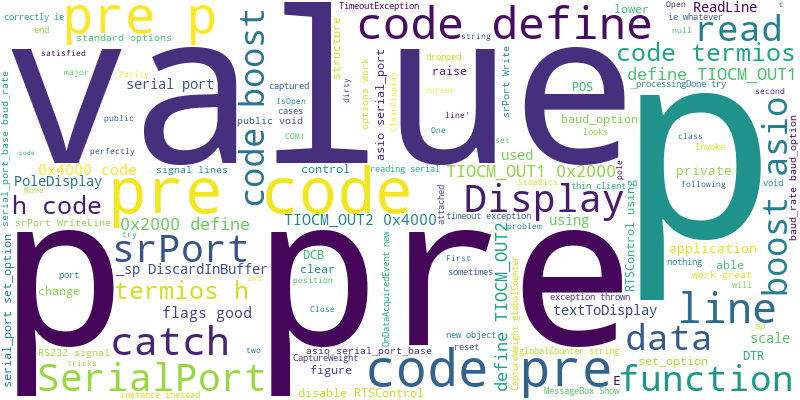 correctly ie
pre p
TimeoutException
code define
lower
Open ie whatever
c
ReadLine
end
standard options
satisfied
major
null
read
string
code termios
define TIOCM_OUT1
value
p
serial port
Parity
captured
IsOpen
cases
public void
dirty
structure
options work
ClearDisplay
dropped
raise
cursor
line'
One
asio serial_port
srPort Write
POS
baud_option
looks
_processingDone try
class
Invoke
private
following
second
void
public
COM1
perfectly
code
code boost
serial_port set_option
serial_port_base baud_rate
baud_rate baud_option
boost asio
0x4000 code
signal lines
control
reading serial
set
used
TIOCM_OUT1 0x2000
pole
PoleDisplay
None
pre code
Display
StopBits
thin client
h code
0x2000 define
TIOCM_OUT2 0x4000
timeout exception
problem
using
srPort WriteLine
try
srPort
attached
define TIOCM_OUT2
RTSControl using
application
nothing
able
work great
will
port
_sp DiscardInBuffer
DCB
clear
position
First
sometimes
change
int
termios h
flags good
Close
OnDataAcquiredEvent new
exception thrown
textToDisplay
line
_sp
scale
RS232 signal
two
tricks
catch
CaptureWeight
figure
new object
reset
asio serial_port_base
CaptureWeight globalCounter
globalCounter string
data
set_option
DTR
SerialPort
instance instead
disable RTSControl
code pre
MessageBox Show
E
function
pre
p